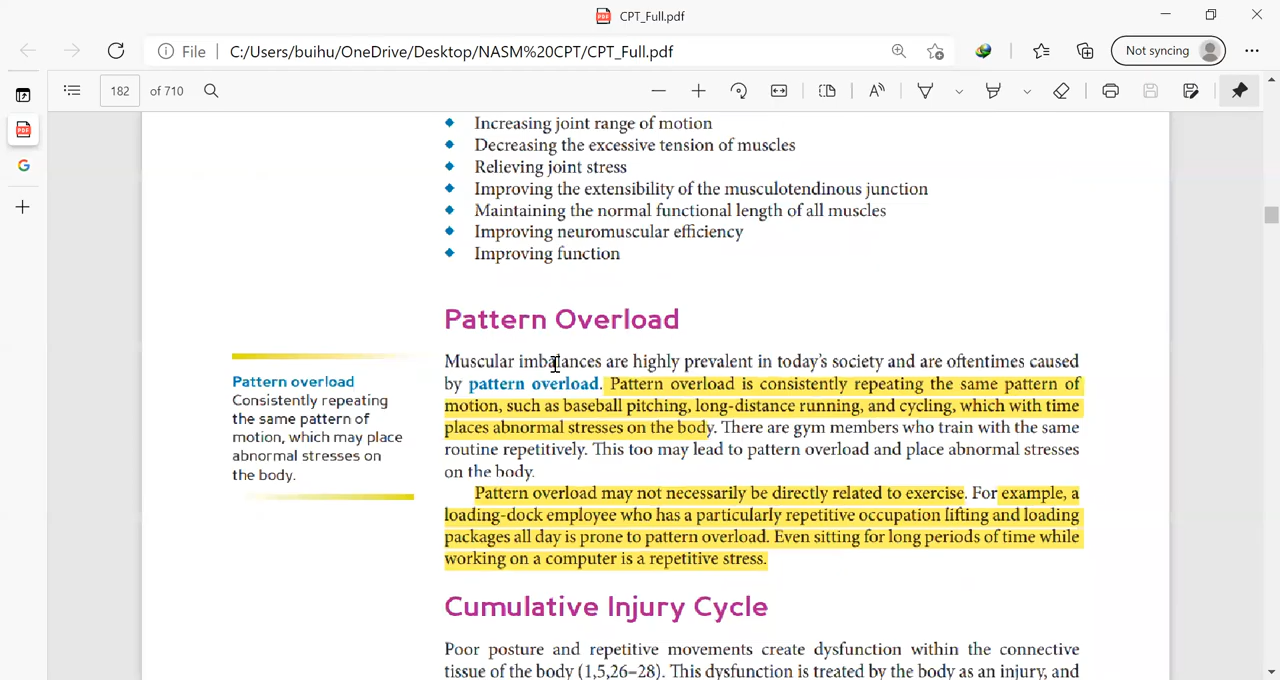 CPT_Full.pdf
File
C:/Users/buihu/OneDrive/Desktop/NASM%20CPT/CPT_Full.pdf
Not syncing
182 of 710
Increasing joint range of motion
Decreasing the excessive tension of muscles
Relieving joint stress
Improving the extensibility of the musculotendinous junction
Maintaining the normal functional length of all muscles
Improving neuromuscular efficiency
Improving function
Pattern Overload
Pattern overload
Consistently repeating
the same pattern of
motion, which may place
abnormal stresses on
the body.
Muscular imbalances are highly prevalent in today's society and are oftentimes caused
by pattern overload. Pattern overload is consistently repeating the same pattern of
motion, such as baseball pitching, long-distance running, and cycling, which with time
places abnormal stresses on the body. There are gym members who train with the same
routine repetitively. This too may lead to pattern overload and place abnormal stresses
on the body.
Pattern overload may not necessarily be directly related to exercise. For example, a
loading-dock employee who has a particularly repetitive occupation lifting and loading
packages all day is prone to pattern overload. Even sitting for long periods of time while
working on a computer is a repetitive stress.
Cumulative Injury Cycle
Poor posture and repetitive movements create dysfunction within the connective
tissue of the body (1,5,26–28). This dysfunction is treated by the body as an injury, and